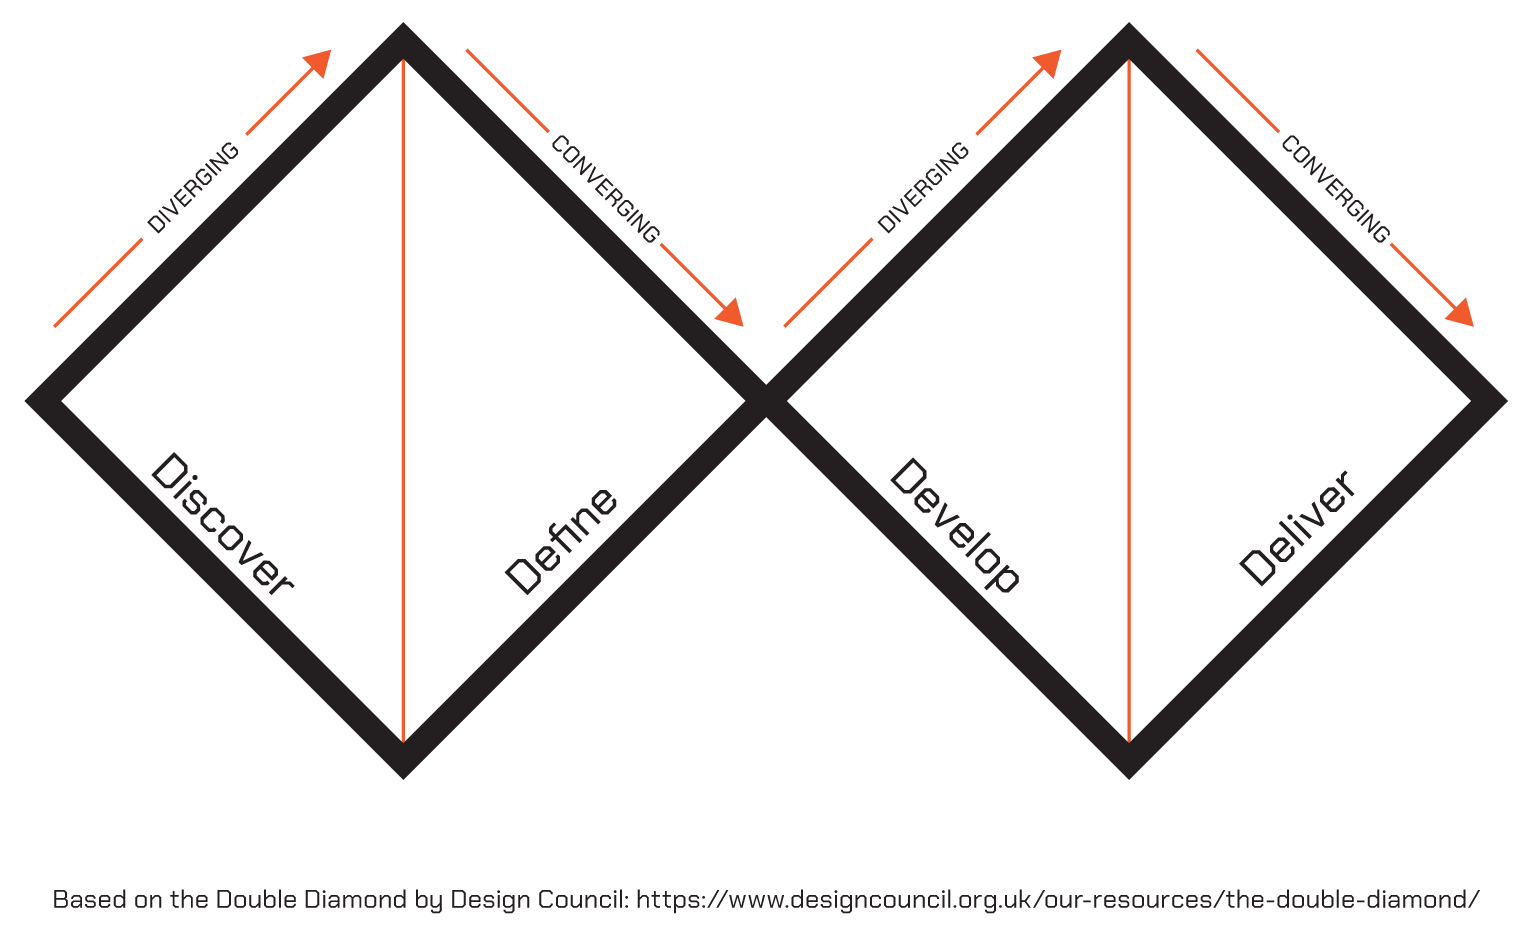 DIVERGING
CONVERGING
DIVERGING
CONVERGING
Discover
Define
Develop
Deliver
Based on the Double Diamond by Design Council: https://www.designcouncil.org.uk/our-resources/the-double-diamond/